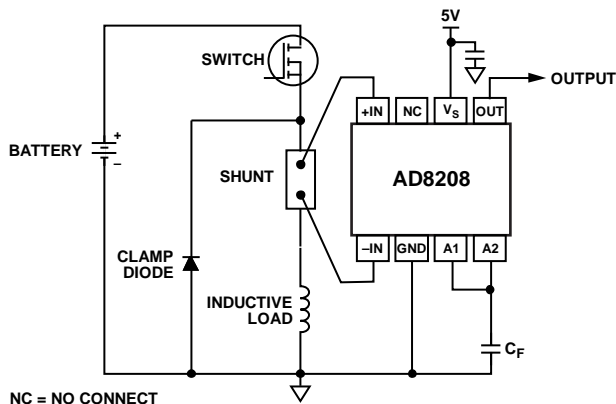 5V
SWITCH
OUTPUT
+IN NC VS OUT
BATTERY
+
–
SHUNT
AD8208
–IN GND A1 A2
CLAMP
DIODE
INDUCTIVE
LOAD
CF
NC = NO CONNECT